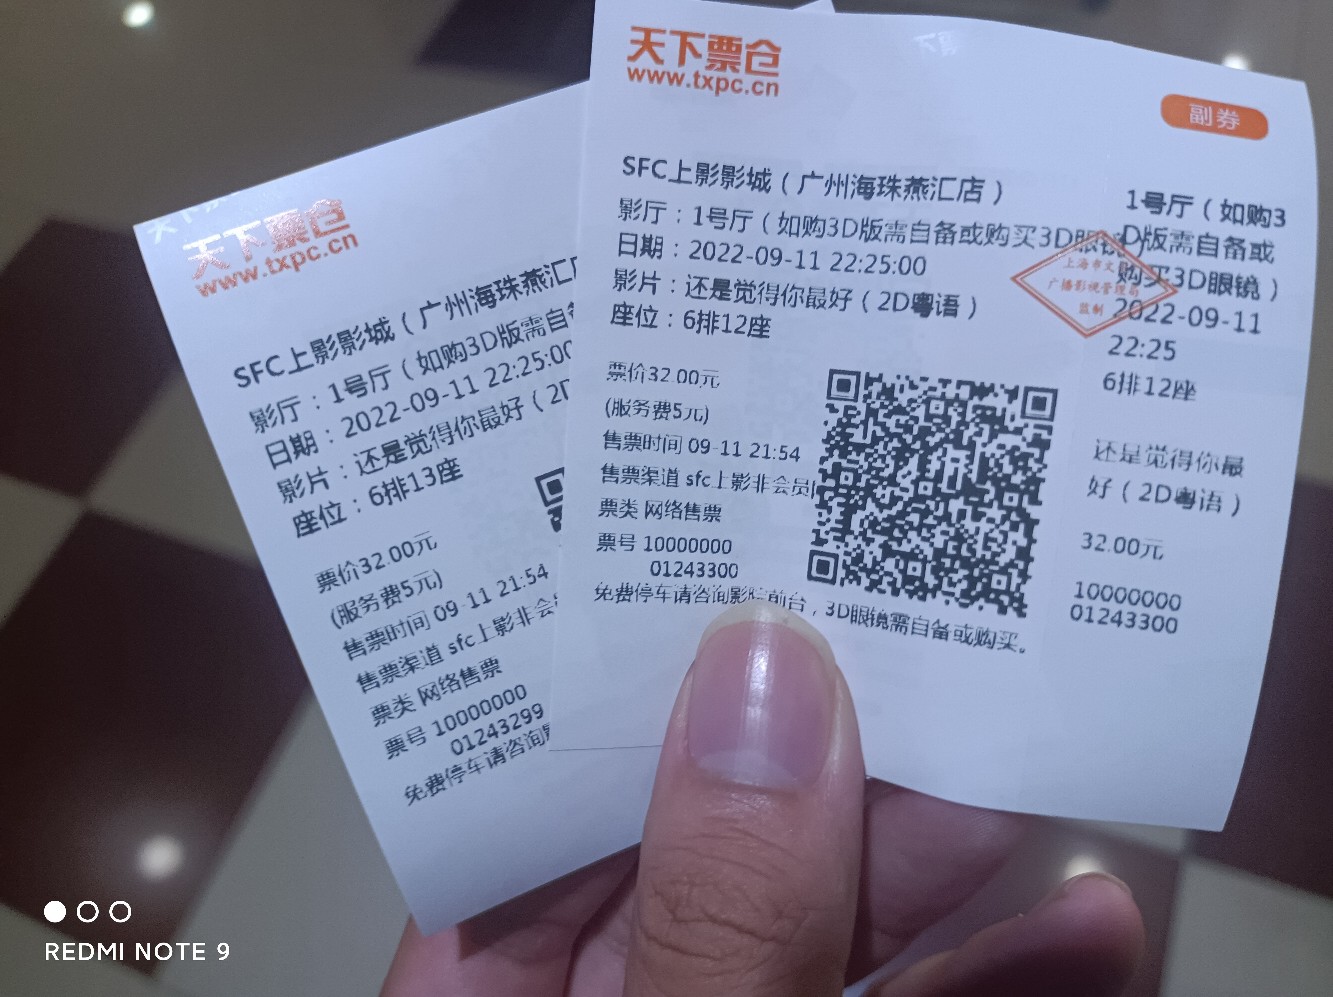 天下票仓
www.txpc.cn
SFC上影影城（广州海珠燕汇
影厅：1号厅（如购3D版需自备
日期：2022-09-11 22:25:00
影片：还是觉得你最好（2D
座位：6排13座
票价32.00元
(服务费5元)
售票时间 09-11 21:54
售票渠道 sfc上影非会员
票类 网络售票
票号 10000000
01243299
免费停车请咨询
天下票仓
www.txpc.cn
SFC上影影城（广州海珠燕汇店）
影厅：1号厅（如购3D版需自备或购买3D眼镜）
日期：2022-09-11 22:25:00
影片：还是觉得你最好（2D粤语）
座位：6排12座
票价32.00元
(服务费5元)
售票时间 09-11 21:54
售票渠道 sfc上影非会员
票类 网络售票
票号 10000000
01243300
免费停车请咨询影院前台，3D眼镜需自备或购买。
上海市文
广播影视管理局
监制
副券
1号厅（如购3
D版需自备或
购买3D眼镜）
2022-09-11
22:25
6排12座
还是觉得你最
好（2D粤语）
32.00元
10000000
01243300
REDMI NOTE 9